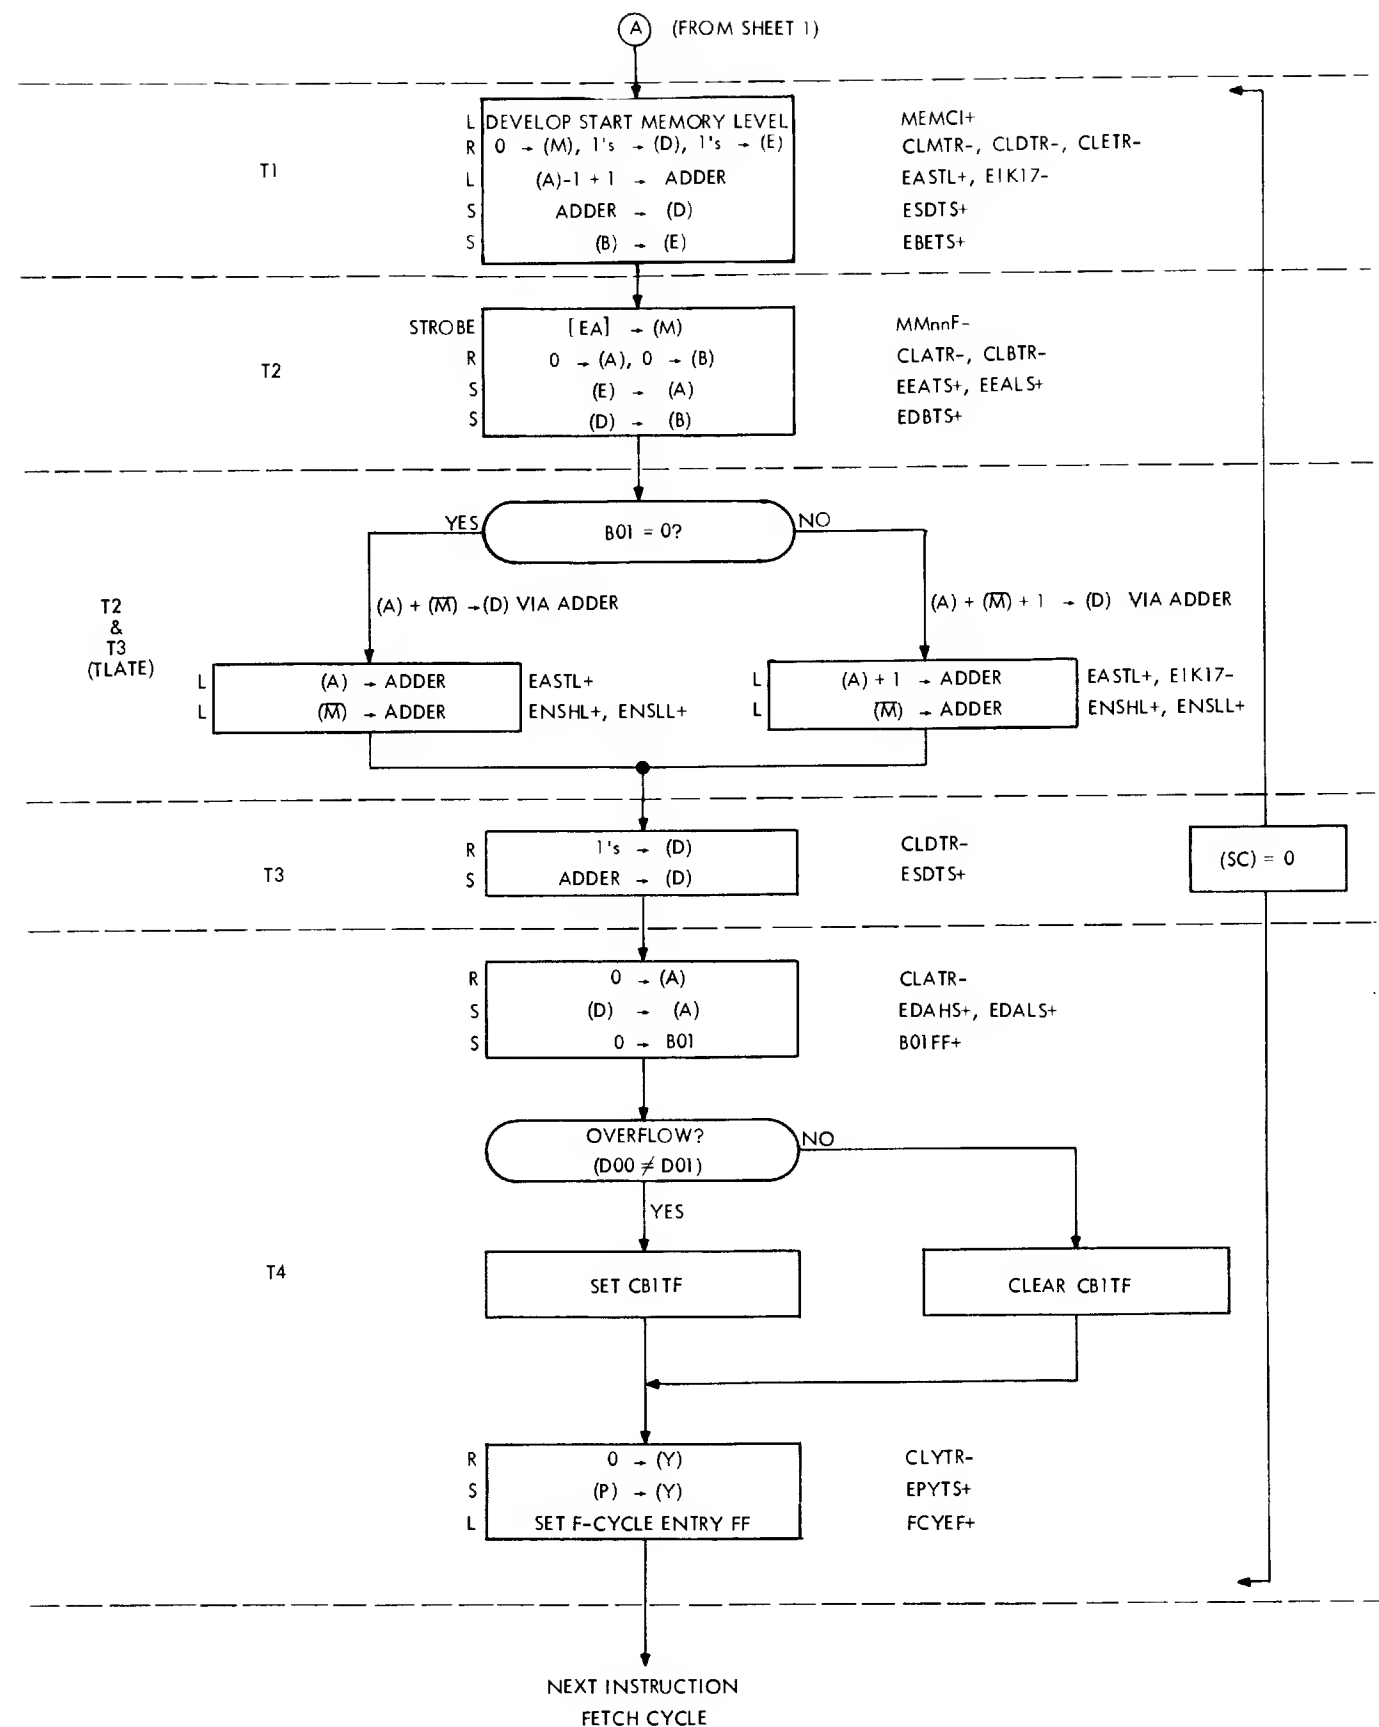 A (FROM SHEET 1)
L DEVELOP START MEMORY LEVEL MEMCI+
R 0 → (M), 1's → (D), 1's → (E) CLMTR-, CLDTR-, CLETR-
T1
L (A)-1 + 1 → ADDER EASTL+, E1K17-
S ADDER → (D) ESDTS+
S (B) → (E) EBETS+
STROBE [EA] → (M) MMnnF-
R 0 → (A), 0 → (B) CLATR-, CLBTR-
T2
S (E) → (A) EEATS+, EEALS+
S (D) → (B) EDBTS+
YES B01 = 0? NO
(A) + (M̅) → (D) VIA ADDER (A) + (M̅) + 1 → (D) VIA ADDER
T2
&
T3
(TLATE)
L (A) → ADDER EASTL+ L (A) + 1 → ADDER EASTL+, E1K17-
L (M̅) → ADDER ENSHL+, ENSLL+ L (M̅) → ADDER ENSHL+, ENSLL+
R 1's → (D) CLDTR-
T3
S ADDER → (D) ESDTS+
(SC) = 0
R 0 → (A) CLATR-
S (D) → (A) EDAHS+, EDALS+
S 0 → B01 B01FF+
OVERFLOW? NO
(D00 ≠ D01)
YES
T4
SET CB1TF CLEAR CB1TF
R 0 → (Y) CLYTR-
S (P) → (Y) EPYTS+
L SET F-CYCLE ENTRY FF FCYEF+
NEXT INSTRUCTION
FETCH CYCLE